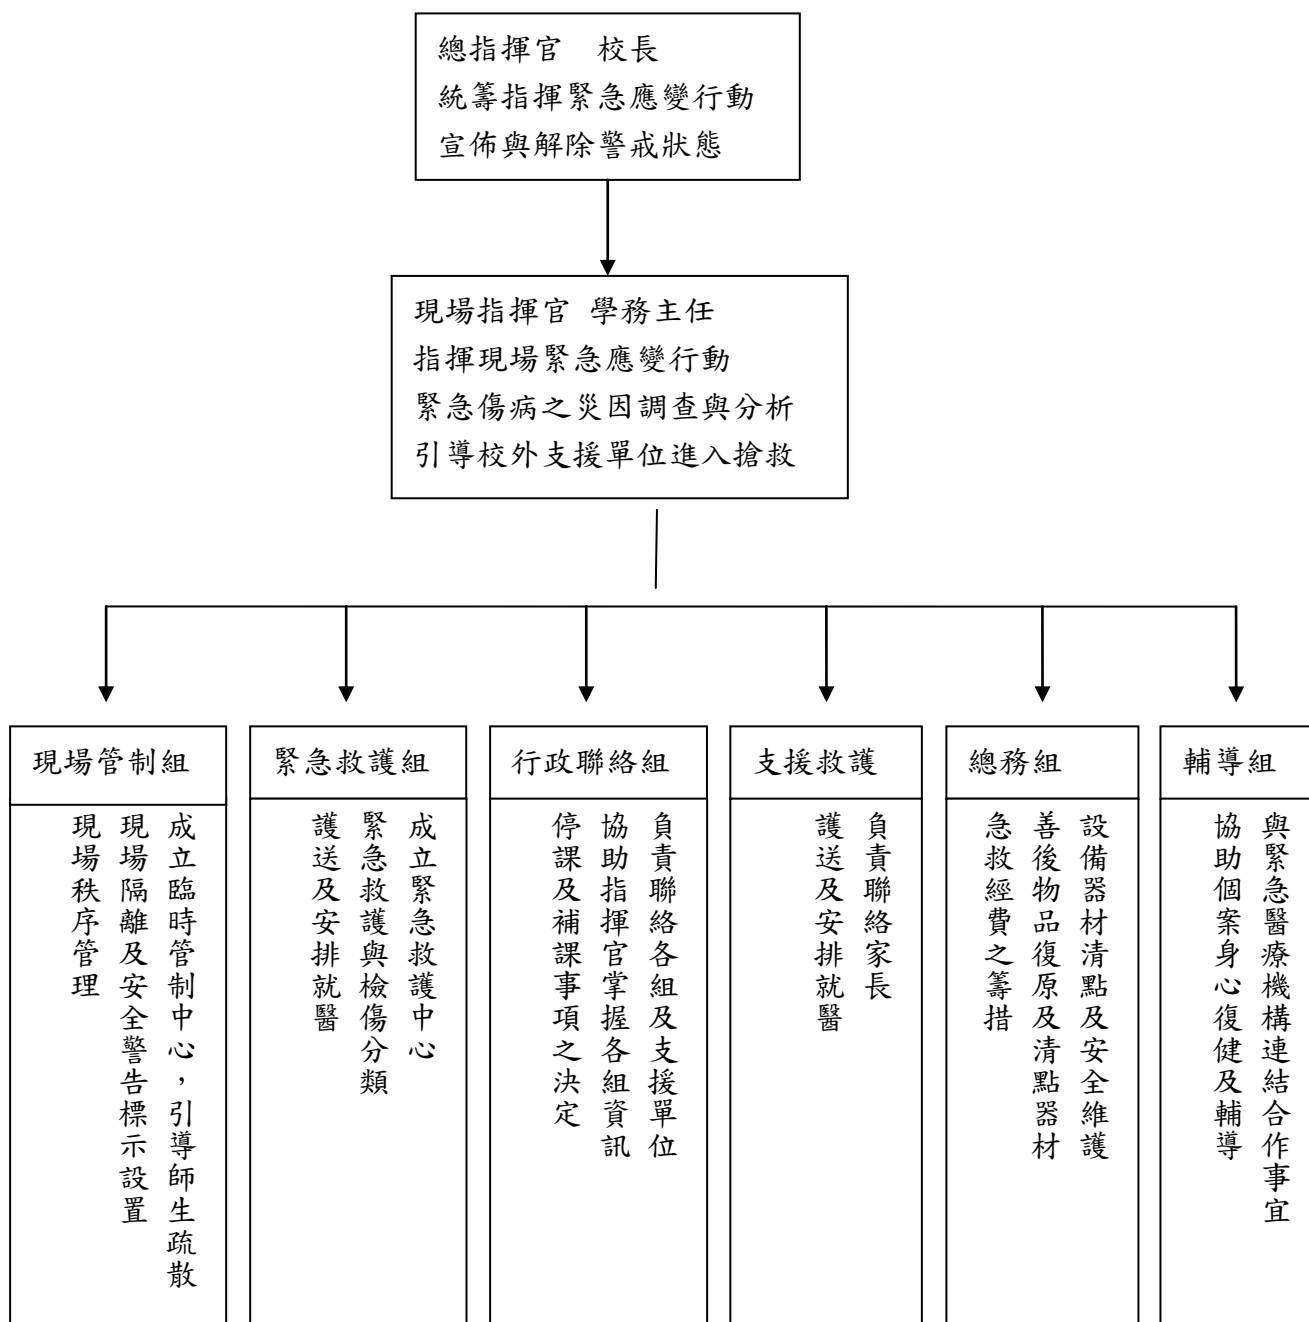 總指揮官　校長
統籌指揮緊急應變行動
宣佈與解除警戒狀態
現場指揮官 學務主任
指揮現場緊急應變行動
緊急傷病之災因調查與分析
引導校外支援單位進入搶救
現場管制組
成立臨時管制中心，引導師生疏散
現場隔離及安全警告標示設置
現場秩序管理
緊急救護組
成立緊急救護中心
緊急救護與檢傷分類
護送及安排就醫
行政聯絡組
負責聯絡各組及支援單位
協助指揮官掌握各組資訊
停課及補課事項之決定
支援救護
負責聯絡家長
護送及安排就醫
總務組
設備器材清點及安全維護
善後物品復原及清點器材
急救經費之籌措
輔導組
與緊急醫療機構連結合作事宜
協助個案身心復健及輔導